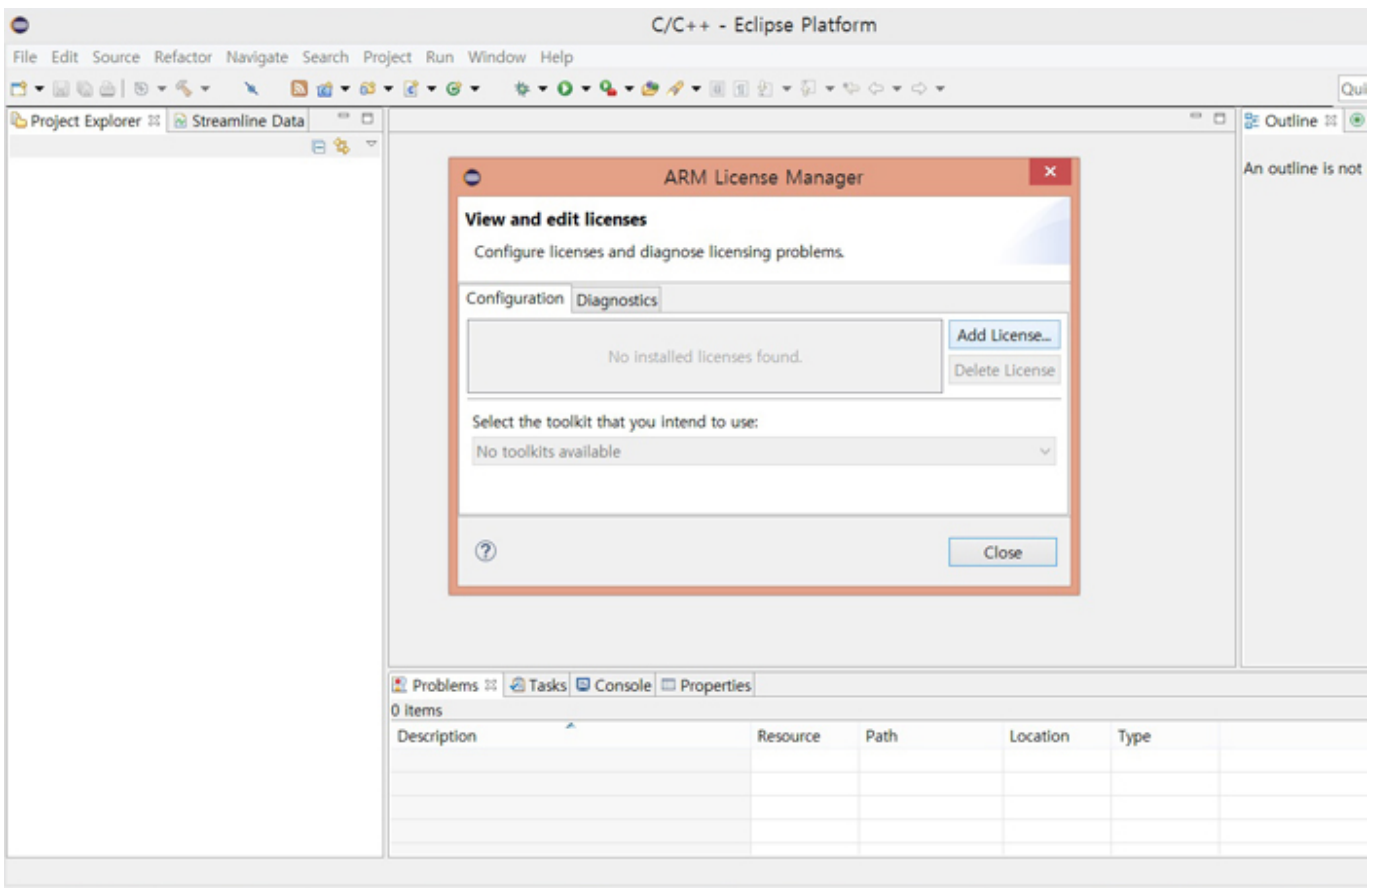 C/C++ - Eclipse Platform
File Edit Source Refactor Navigate Search Project Run Window Help
Project Explorer Streamline Data
Outline
An outline is not
ARM License Manager
View and edit licenses
Configure licenses and diagnose licensing problems.
Configuration Diagnostics
No installed licenses found.
Add License...
Delete License
Select the toolkit that you intend to use:
No toolkits available
Close
Problems Tasks Console Properties
0 items
Description Resource Path Location Type